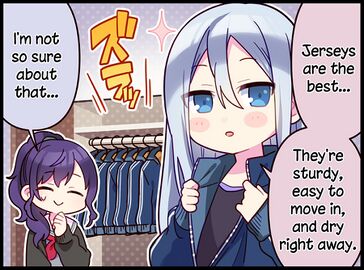 Jerseys
are the
best...
They're
sturdy,
easy to
move in,
and dry
right away.
ズラッ
I'm not
so sure
about
that...